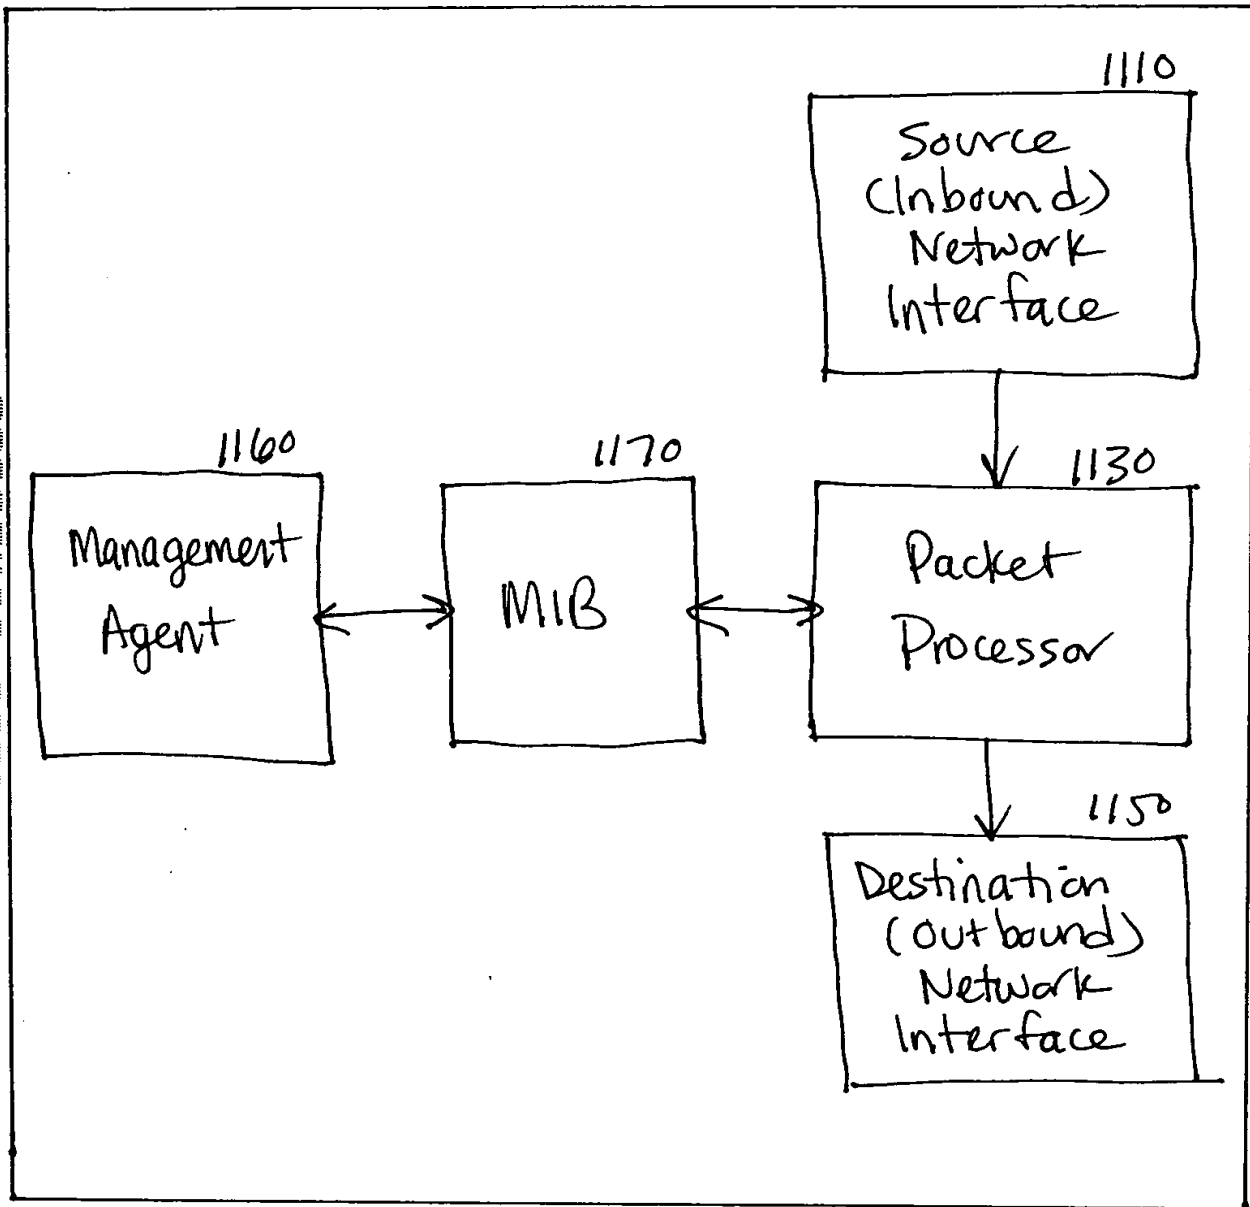 1110
Source
(Inbound)
Network
Interface
1160
Management
Agent
1170
MIB
1130
Packet
Processor
1150
Destination
(outbound)
Network
Interface